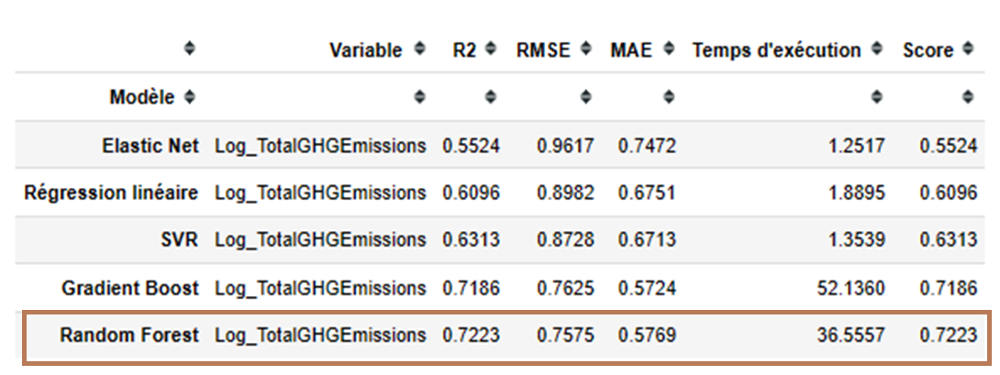 Variable R2 RMSE MAE Temps d'exécution Score
Modèle
Elastic Net Log_TotalGHGEmissions 0.5524 0.9617 0.7472 1.2517 0.5524
Régression linéaire Log_TotalGHGEmissions 0.6096 0.8982 0.6751 1.8895 0.6096
SVR Log_TotalGHGEmissions 0.6313 0.8728 0.6713 1.3539 0.6313
Gradient Boost Log_TotalGHGEmissions 0.7186 0.7625 0.5724 52.1360 0.7186
Random Forest Log_TotalGHGEmissions 0.7223 0.7575 0.5769 36.5557 0.7223